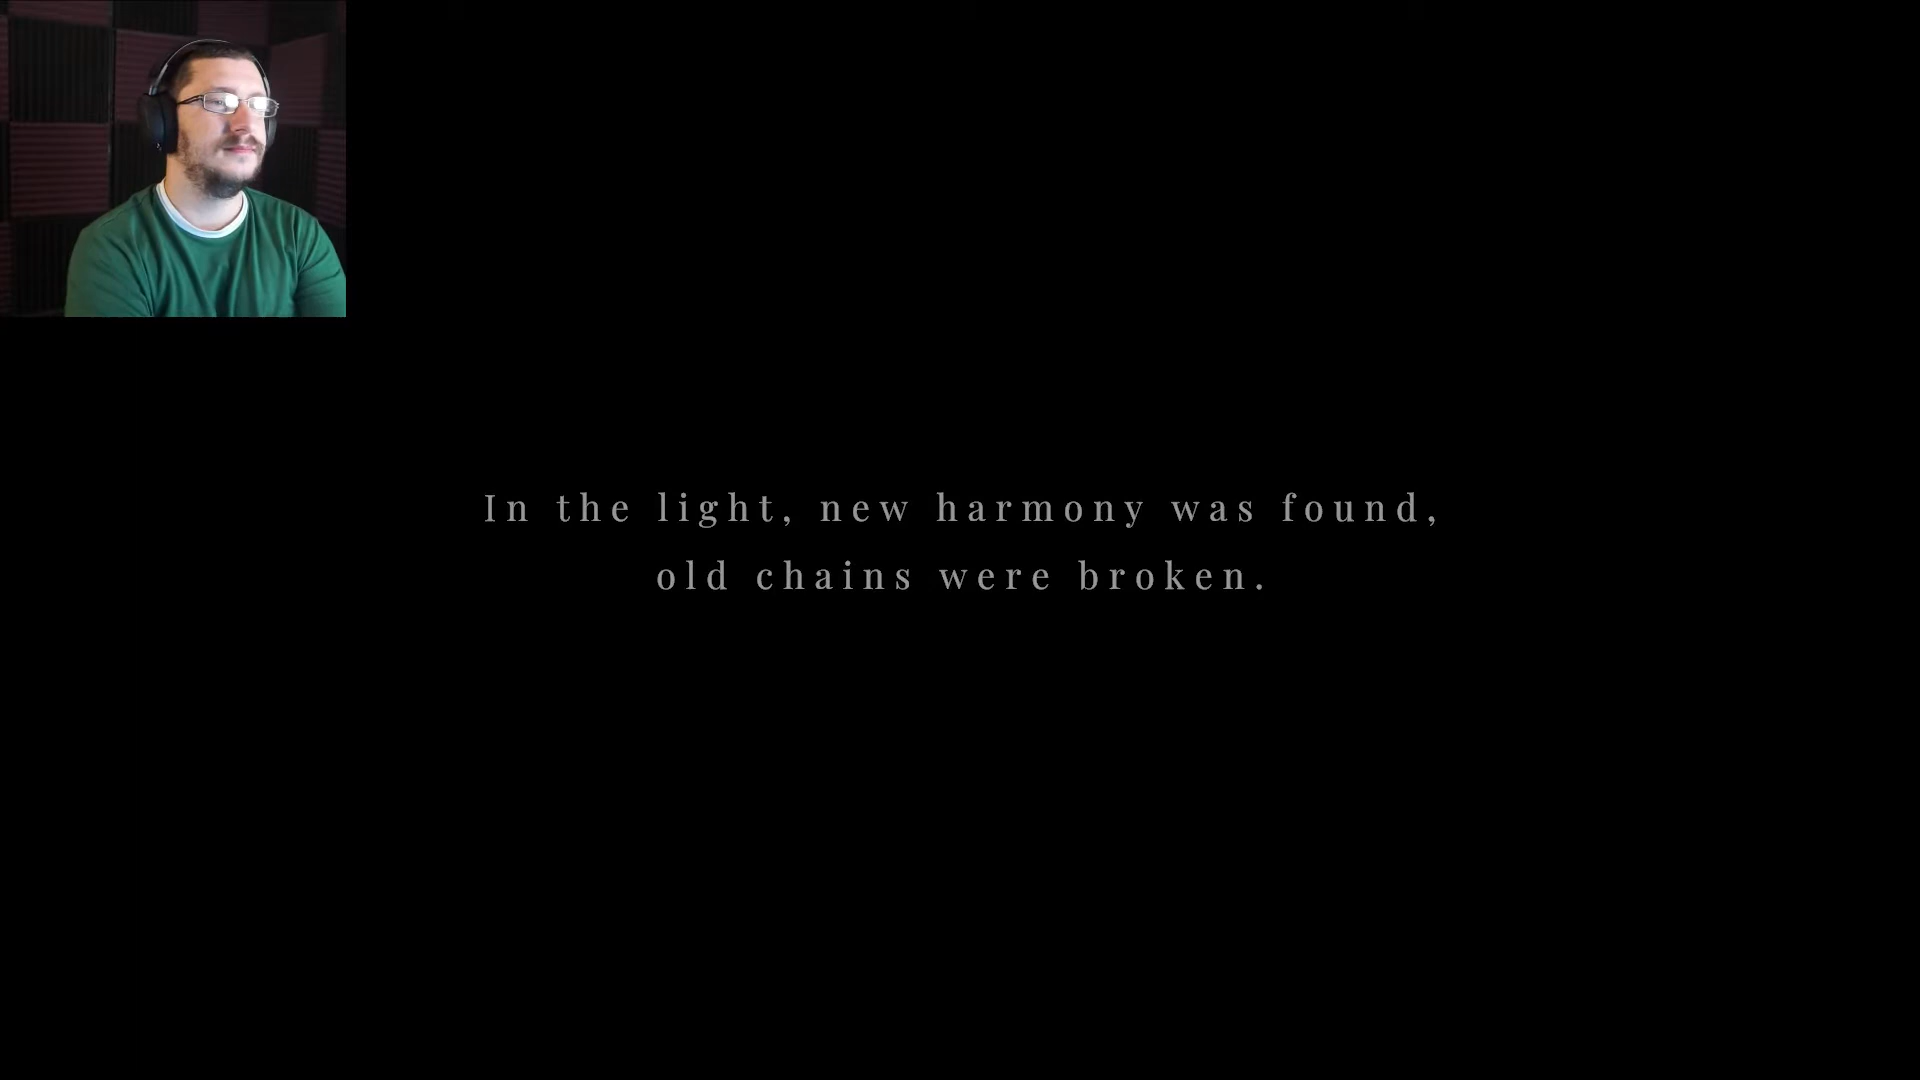 In the light, new harmony was found,
old chains were broken.